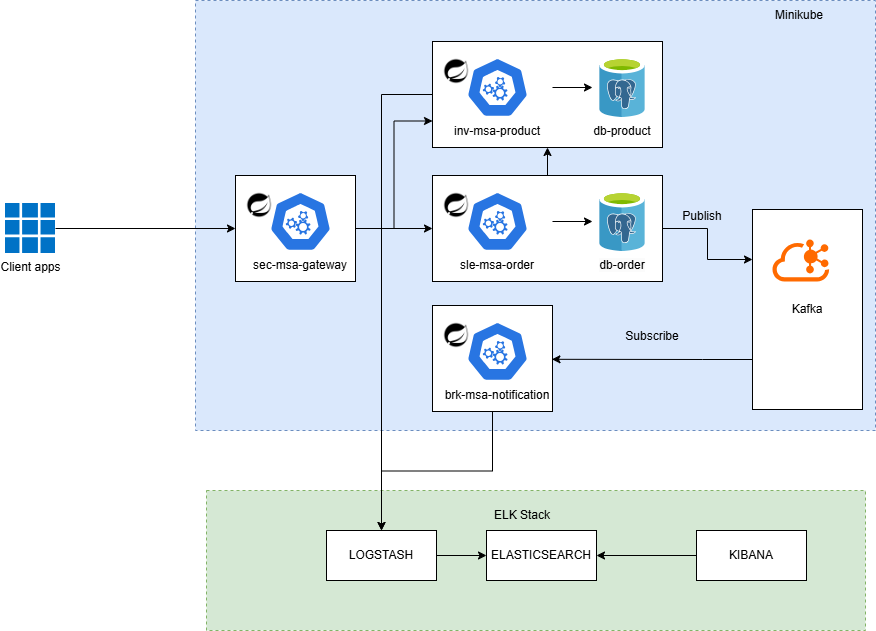 Minikube
inv-msa-product
db-product
Client apps
sec-msa-gateway
sle-msa-order
db-order
Publish
Kafka
Subscribe
brk-msa-notification
ELK Stack
LOGSTASH
ELASTICSEARCH
KIBANA